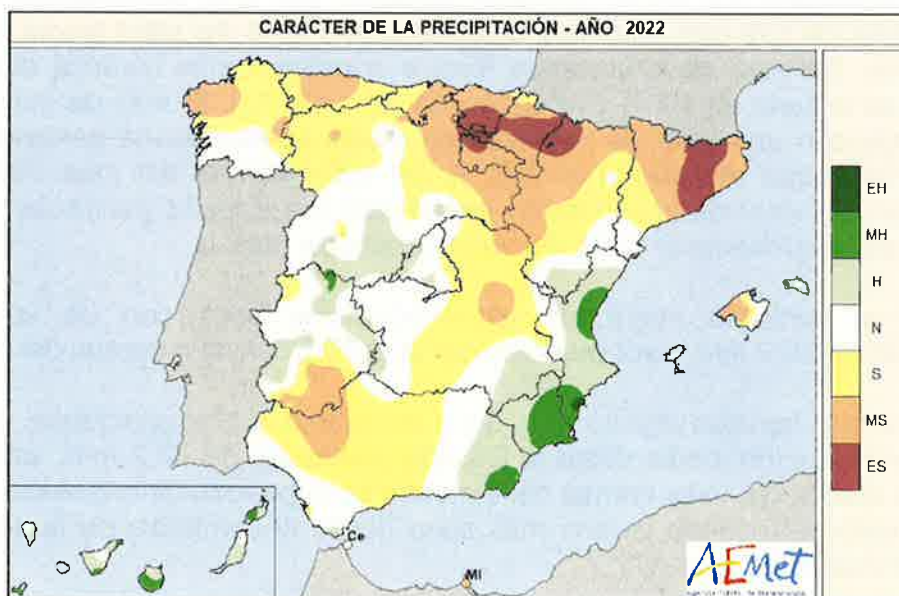 CARÁCTER DE LA PRECIPITACIÓN - AÑO 2022
EH
MH
H
N
S
MS
ES
Ce
Ml
AEMet